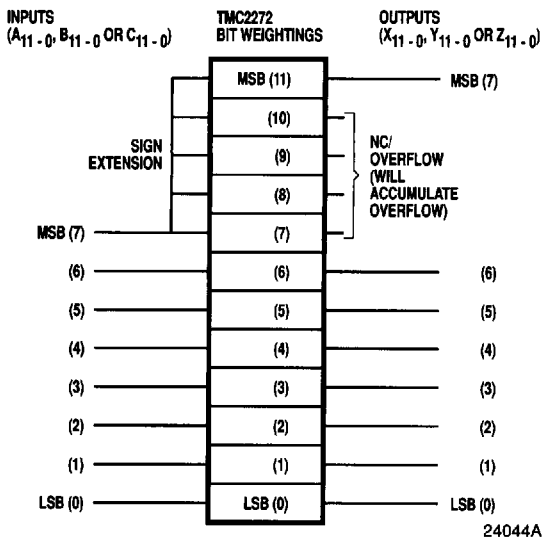 INPUTS
(A11 - 0, B11 - 0 OR C11 - 0)
TMC2272
BIT WEIGHTINGS
OUTPUTS
(X11 - 0, Y11 - 0 OR Z11 - 0)
MSB (11)
MSB (7)
(10)
(9)
(8)
SIGN
EXTENSION
NC/
OVERFLOW
(WILL
ACCUMULATE
OVERFLOW)
MSB (7)
(7)
(6)
(6)
(6)
(5)
(5)
(5)
(4)
(4)
(4)
(3)
(3)
(3)
(2)
(2)
(2)
(1)
(1)
(1)
LSB (0)
LSB (0)
LSB (0)
24044A